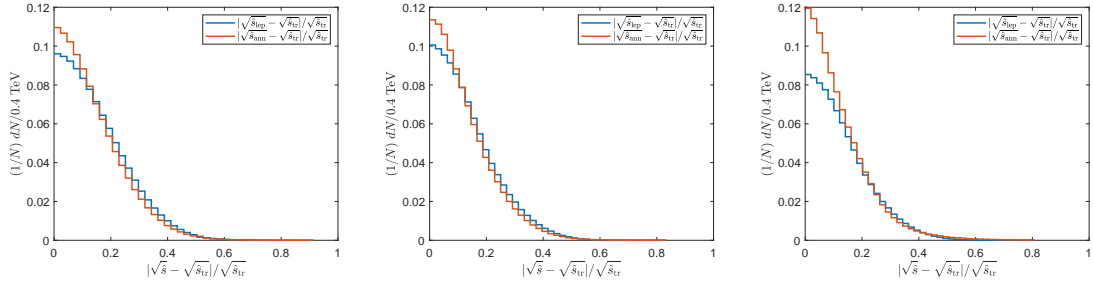 0.12
0.1
0.08
0.06
0.04
0.02
0
(1/N) dN/0.4 TeV
|√ŝ_lep − √ŝ_tr|/√ŝ_tr
|√ŝ_ann − √ŝ_tr|/√ŝ_tr
0 0.2 0.4 0.6 0.8 1
|√ŝ − √ŝ_tr|/√ŝ_tr
0.12
0.1
0.08
0.06
0.04
0.02
0
(1/N) dN/0.4 TeV
|√ŝ_lep − √ŝ_tr|/√ŝ_tr
|√ŝ_ann − √ŝ_tr|/√ŝ_tr
0 0.2 0.4 0.6 0.8 1
|√ŝ − √ŝ_tr|/√ŝ_tr
0.12
0.1
0.08
0.06
0.04
0.02
0
(1/N) dN/0.4 TeV
|√ŝ_lep − √ŝ_tr|/√ŝ_tr
|√ŝ_ann − √ŝ_tr|/√ŝ_tr
0 0.2 0.4 0.6 0.8 1
|√ŝ − √ŝ_tr|/√ŝ_tr